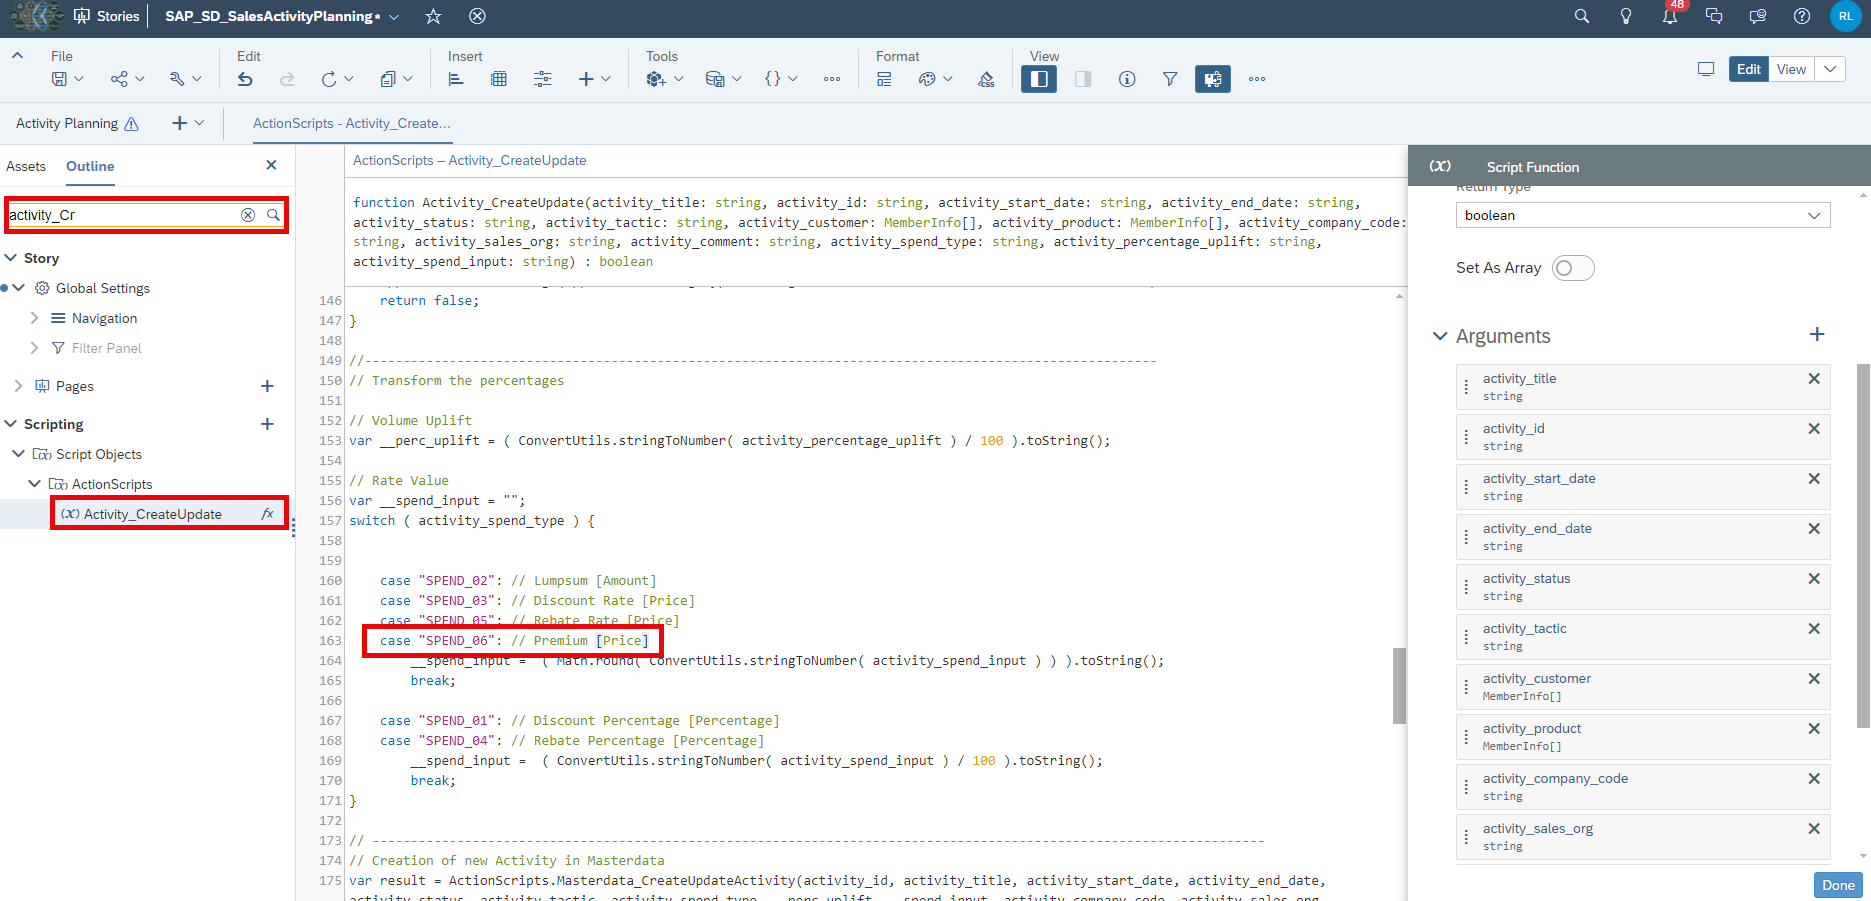 Stories
SAP_SD_SalesActivityPlanning*
48
RL
File
Edit
Insert
Tools
Format
View
css
Edit
View
Activity Planning
ActionScripts - Activity_Create...
Assets
Outline
activity_Cr
Story
Global Settings
Navigation
Filter Panel
Pages
Scripting
Script Objects
ActionScripts
(X) Activity_CreateUpdate fx
ActionScripts – Activity_CreateUpdate
function Activity_CreateUpdate(activity_title: string, activity_id: string, activity_start_date: string, activity_end_date: string,
activity_status: string, activity_tactic: string, activity_customer: MemberInfo[], activity_product: MemberInfo[], activity_company_code:
string, activity_sales_org: string, activity_comment: string, activity_spend_type: string, activity_percentage_uplift: string,
activity_spend_input: string) : boolean
146 return false;
147 }
148
149 //-------------------------------------------------------------------------------------------------------
150 // Transform the percentages
151
152 // Volume Uplift
153 var __perc_uplift = ( ConvertUtils.stringToNumber( activity_percentage_uplift ) / 100 ).toString();
154
155 // Rate Value
156 var __spend_input = "";
157 switch ( activity_spend_type ) {
158
159
160 case "SPEND_02": // Lumpsum [Amount]
161 case "SPEND_03": // Discount Rate [Price]
162 case "SPEND_05": // Rebate Rate [Price]
163 case "SPEND_06": // Premium [Price]
164 __spend_input = ( Math.round( ConvertUtils.stringToNumber( activity_spend_input ) ) ).toString();
165 break;
166
167 case "SPEND_01": // Discount Percentage [Percentage]
168 case "SPEND_04": // Rebate Percentage [Percentage]
169 __spend_input = ( ConvertUtils.stringToNumber( activity_spend_input ) / 100 ).toString();
170 break;
171 }
172
173 // --------------------------------------------------------------------------------------------------------------------
174 // Creation of new Activity in Masterdata
175 var result = ActionScripts.Masterdata_CreateUpdateActivity(activity_id, activity_title, activity_start_date, activity_end_date,
activity_status, activity_tactic, activity_spend_type, __perc_uplift, __spend_input, activity_company_code, activity_sales_org,
(X) Script Function
Return Type
boolean
Set As Array
Arguments
activity_title
string
activity_id
string
activity_start_date
string
activity_end_date
string
activity_status
string
activity_tactic
string
activity_customer
MemberInfo[]
activity_product
MemberInfo[]
activity_company_code
string
activity_sales_org
string
Done